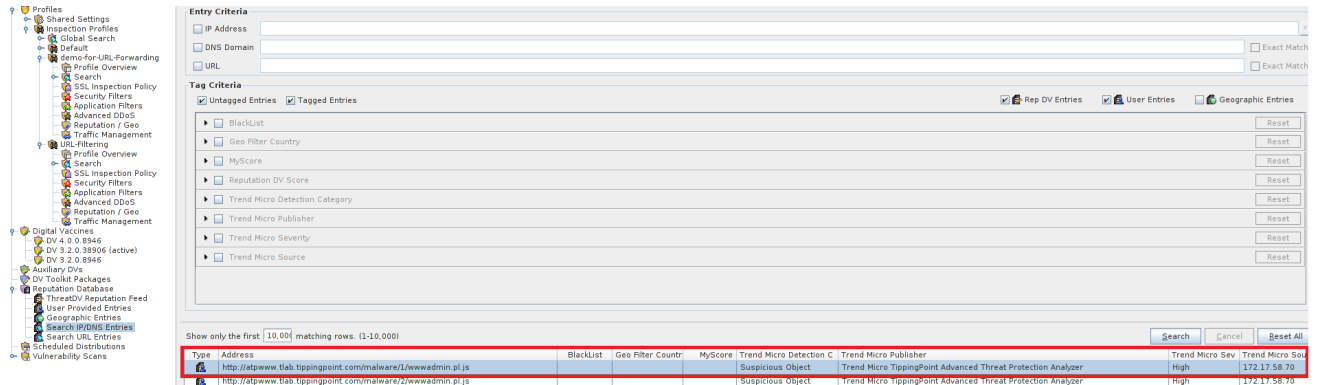 Profiles
Shared Settings
Inspection Profiles
Global Search
Default
demo-for-URL-Forwarding
Profile Overview
Search
SSL Inspection Policy
Security Filters
Application Filters
Advanced DDoS
Reputation / Geo
Traffic Management
URL-Filtering
Profile Overview
Search
SSL Inspection Policy
Security Filters
Application Filters
Advanced DDoS
Reputation / Geo
Traffic Management
Digital Vaccines
DV 4.0.0.8946
DV 3.2.0.38906 (active)
DV 3.2.0.8946
Auxiliary DVs
DV Toolkit Packages
Reputation Database
ThreatDV Reputation Feed
User Provided Entries
Geographic Entries
Search IP/DNS Entries
Search URL Entries
Scheduled Distributions
Vulnerability Scans
Entry Criteria
IP Address
DNS Domain Exact Match
URL Exact Match
Tag Criteria
Untagged Entries Tagged Entries Rep DV Entries User Entries Geographic Entries
BlackList Reset
Geo Filter Country Reset
MyScore Reset
Reputation DV Score Reset
Trend Micro Detection Category Reset
Trend Micro Publisher Reset
Trend Micro Severity Reset
Trend Micro Source Reset
Show only the first 10,00 matching rows. (1-10,000) Search Cancel Reset All
Type Address BlackList Geo Filter Countr MyScore Trend Micro Detection C Trend Micro Publisher Trend Micro Sev Trend Micro Sou
http://atpwww.tlab.tippingpoint.com/malware/1/wwwadmin.pl.js Suspicious Object Trend Micro TippingPoint Advanced Threat Protection Analyzer High 172.17.58.70
http://atpwww.tlab.tippingpoint.com/malware/2/wwwadmin.pl.js Suspicious Object Trend Micro TippingPoint Advanced Threat Protection Analyzer High 172.17.58.70